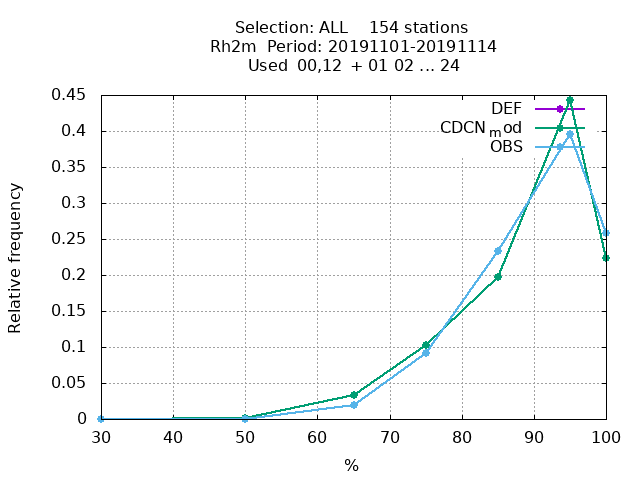 Selection: ALL    154 stations
Rh2m  Period: 20191101-20191114
Used  00,12  + 01 02 ... 24
0.45
0.4
0.35
0.3
0.25
0.2
0.15
0.1
0.05
0
Relative frequency
DEF
CDCNmod
OBS
30 40 50 60 70 80 90 100
%